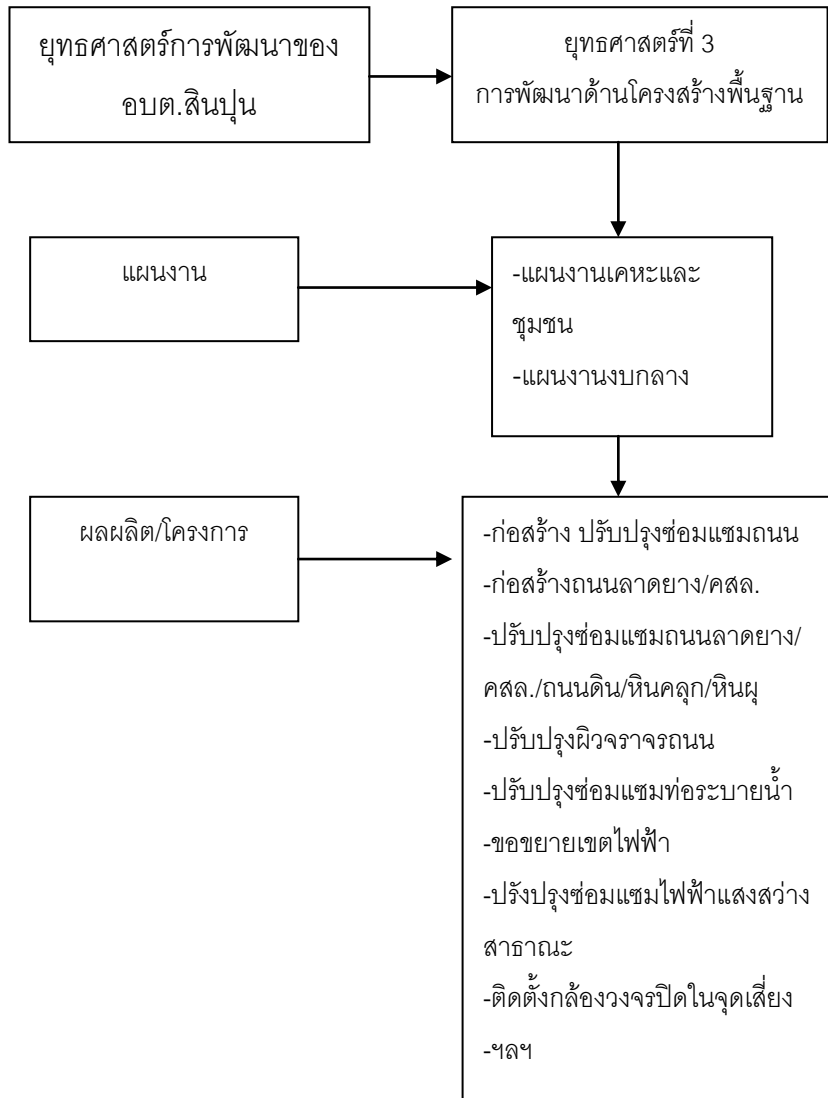 ยุทธศาสตร์การพัฒนาของ
อบต.สินปุน
ยุทธศาสตร์ที่ 3
การพัฒนาด้านโครงสร้างพื้นฐาน
แผนงาน
-แผนงานเคหะและ
ชุมชน
-แผนงานงบกลาง
ผลผลิต/โครงการ
-ก่อสร้าง ปรับปรุงซ่อมแซมถนน
-ก่อสร้างถนนลาดยาง/คสล.
-ปรับปรุงซ่อมแซมถนนลาดยาง/
คสล./ถนนดิน/หินคลุก/หินผุ
-ปรับปรุงผิวจราจรถนน
-ปรับปรุงซ่อมแซมท่อระบายน้ำ
-ขอขยายเขตไฟฟ้า
-ปรังปรุงซ่อมแซมไฟฟ้าแสงสว่าง
สาธาณะ
-ติดตั้งกล้องวงจรปิดในจุดเสี่ยง
-ฯลฯ